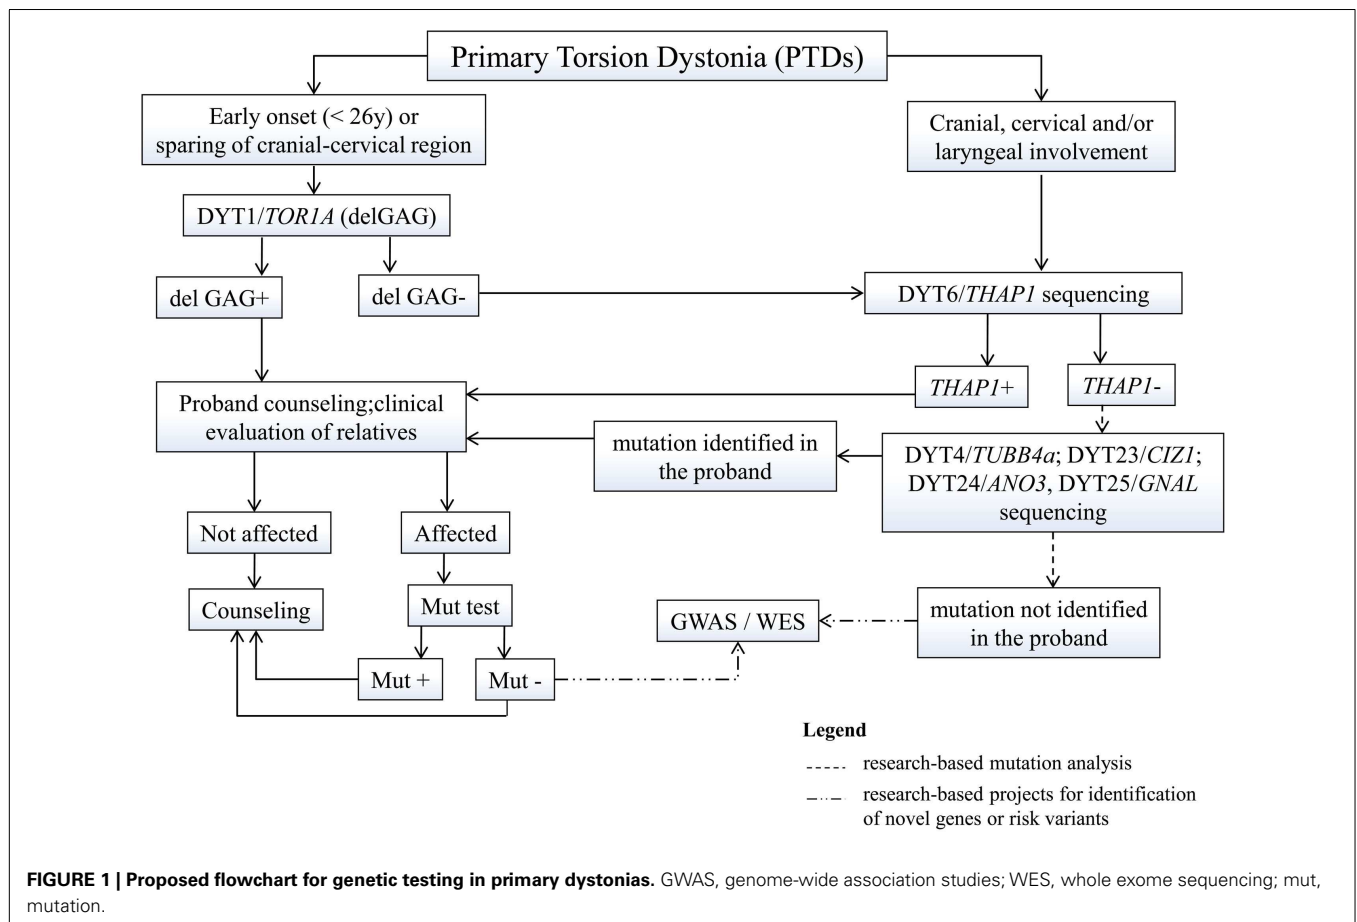 Primary Torsion Dystonia (PTDs)
Early onset (< 26y) or
sparing of cranial-cervical region
Cranial, cervical and/or
laryngeal involvement
DYT1/TOR1A (delGAG)
del GAG+
del GAG-
DYT6/THAP1 sequencing
THAP1+
THAP1-
Proband counseling;clinical
evaluation of relatives
mutation identified in
the proband
DYT4/TUBB4a; DYT23/CIZ1;
DYT24/ANO3, DYT25/GNAL
sequencing
Not affected
Affected
Counseling
Mut test
GWAS / WES
mutation not identified
in the proband
Mut +
Mut -
Legend
research-based mutation analysis
research-based projects for identification
of novel genes or risk variants
FIGURE 1 | Proposed flowchart for genetic testing in primary dystonias. GWAS, genome-wide association studies; WES, whole exome sequencing; mut,
mutation.